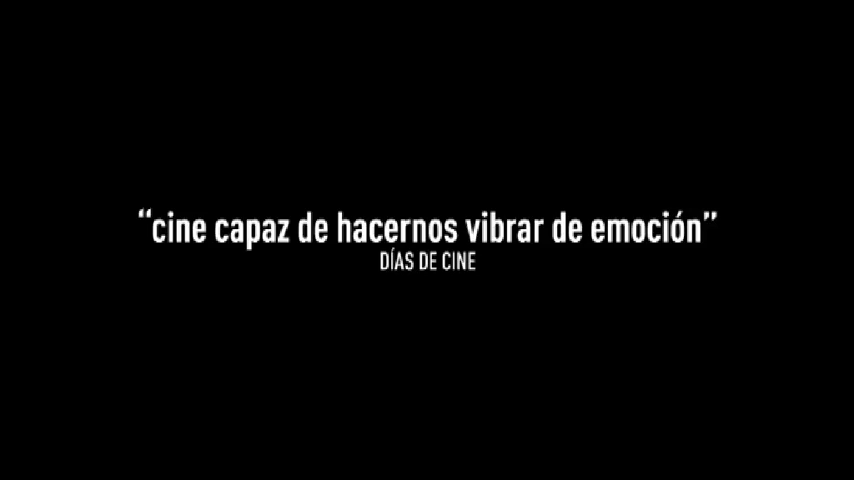 “cine capaz de hacernos vibrar de emoción”
DÍAS DE CINE